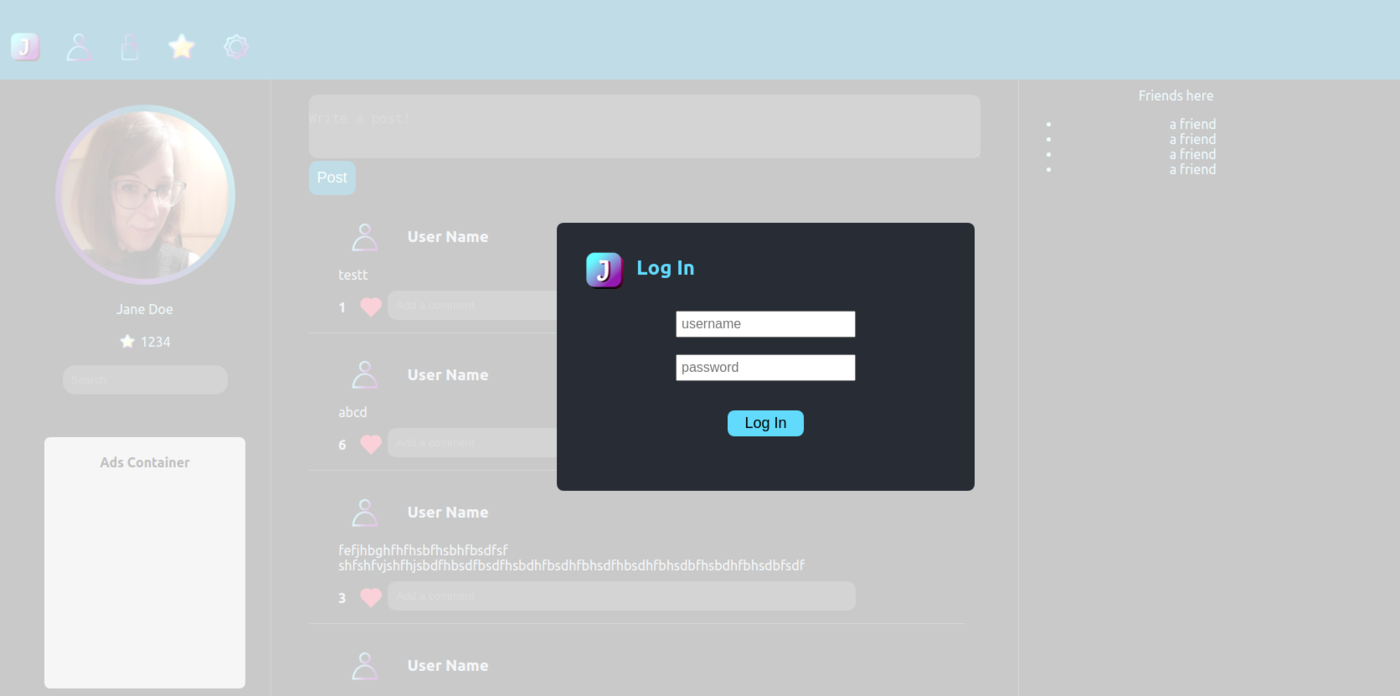 J
Write a post!
Post
Jane Doe
1234
Search
Ads Container
User Name
testt
1
Add a comment
User Name
abcd
6
Add a comment
User Name
fefjhbghfhfhsbfhsbhfbsdfsf
shfshfvjshfhjsbdfhbsdfbsdfhsbdhfbsdhfbhsdfhbsdhfbhsdbfhsbdhfbhsdbfsdf
3
Add a comment
User Name
J
Log In
username
password
Log In
Friends here
a friend
a friend
a friend
a friend